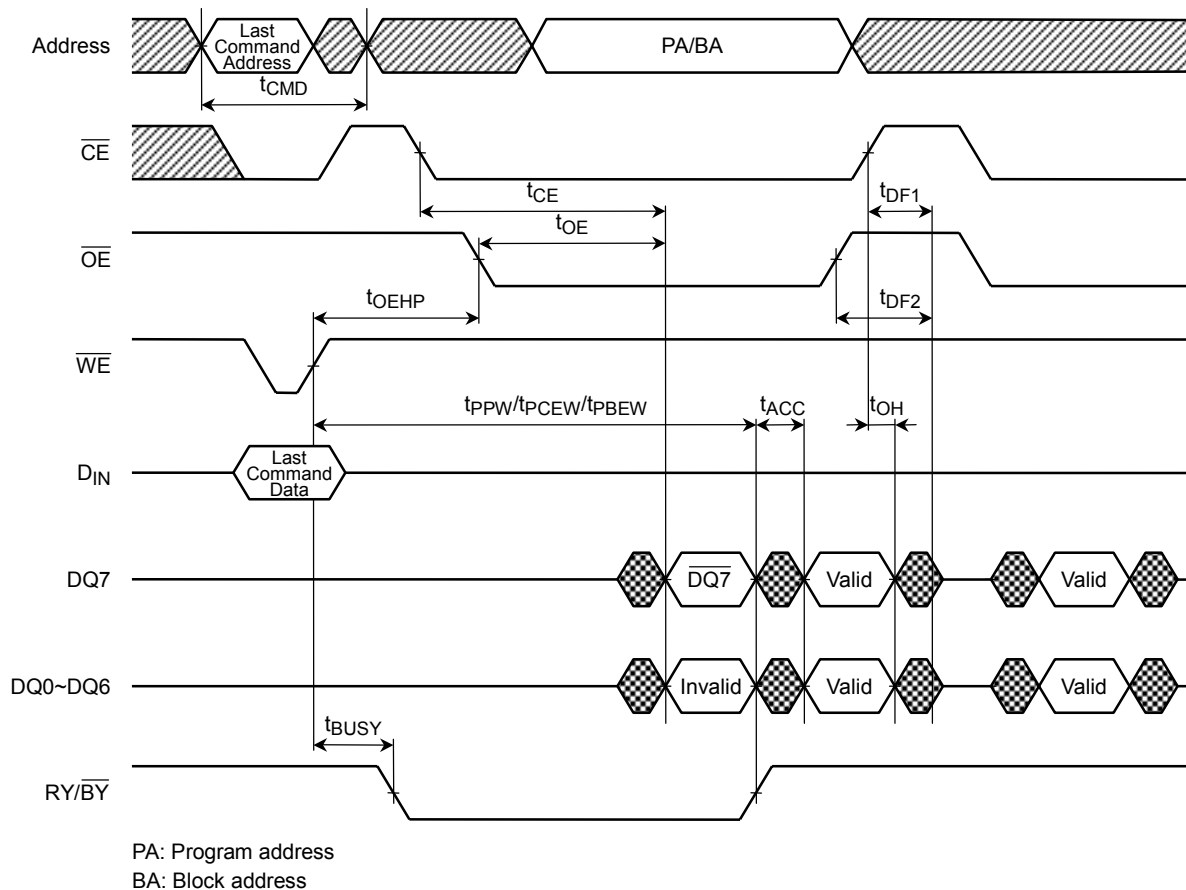 Address
Last
Command
Address
PA/BA
tCMD
CE
tCE
tDF1
tOE
OE
tOEHP
tDF2
WE
tPPW/tPCEW/tPBEW
tACC
tOH
DIN
Last
Command
Data
DQ7
DQ7
Valid
Valid
DQ0~DQ6
Invalid
Valid
Valid
tBUSY
RY/BY
PA: Program address
BA: Block address